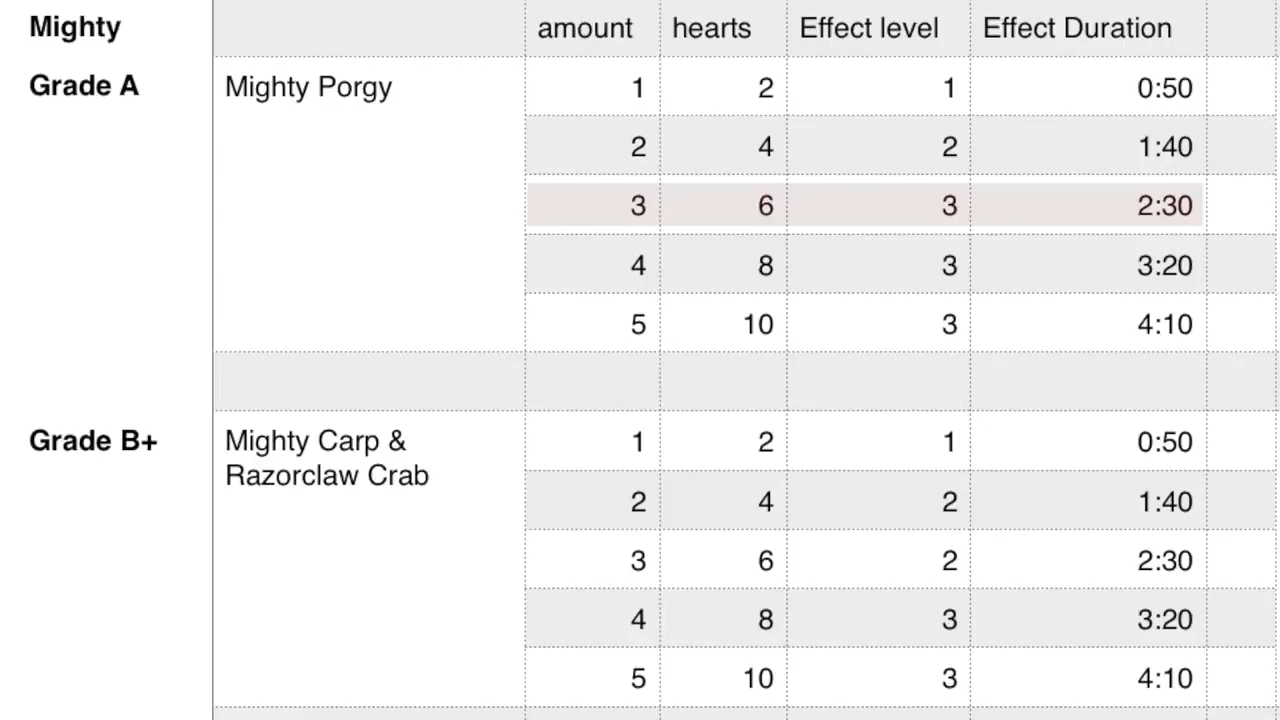 Mighty amount hearts Effect level Effect Duration
Grade A Mighty Porgy 1 2 1 0:50
2 4 2 1:40
3 6 3 2:30
4 8 3 3:20
5 10 3 4:10
Grade B+ Mighty Carp & 1 2 1 0:50
Razorclaw Crab
2 4 2 1:40
3 6 2 2:30
4 8 3 3:20
5 10 3 4:10